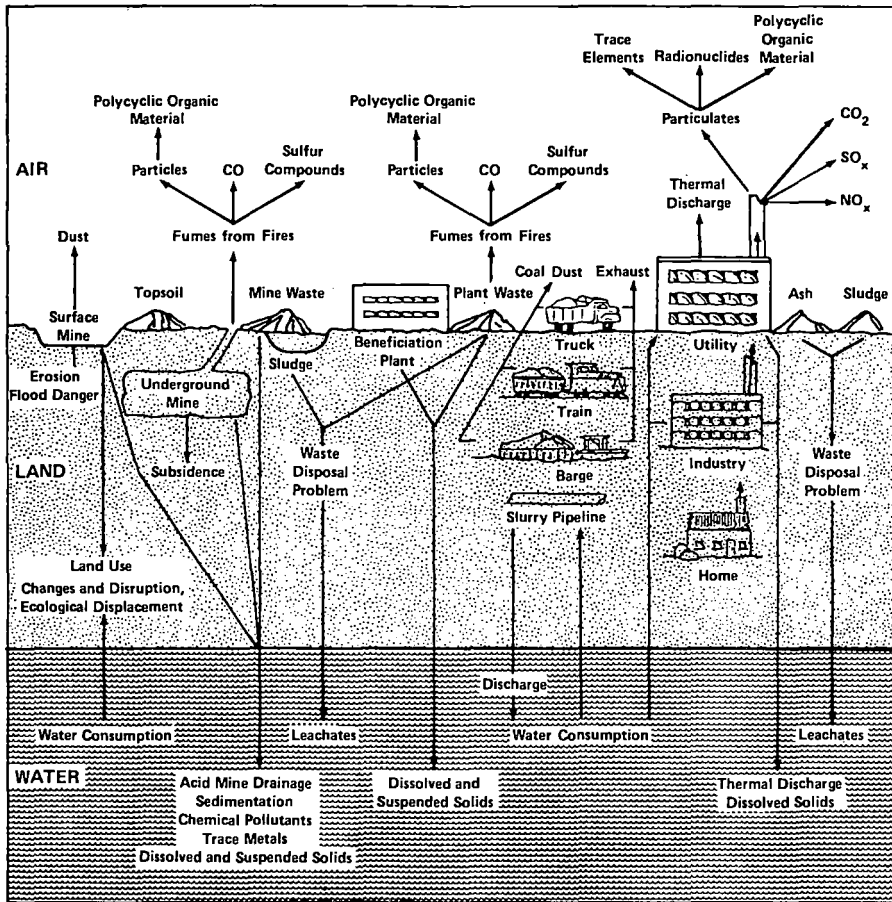 Polycyclic
Organic
Material
Trace
Elements
Radionuclides
Polycyclic Organic
Material
Polycyclic Organic
Material
Particulates
CO₂
AIR
Particles
CO
Sulfur
Compounds
Particles
CO
Sulfur
Compounds
SOₓ
Thermal
Discharge
NOₓ
Dust
Fumes from Fires
Fumes from Fires
Coal Dust
Exhaust
Surface
Mine
Topsoil
Mine Waste
Plant Waste
Ash
Sludge
Sludge
Beneficiation
Plant
Truck
Utility
Erosion
Flood Danger
Underground
Mine
Train
LAND
Subsidence
Waste
Disposal
Problem
Barge
Industry
Waste
Disposal
Problem
Slurry Pipeline
Home
Land Use
Changes and Disruption,
Ecological Displacement
Discharge
Water Consumption
Leachates
Water Consumption
Leachates
WATER
Acid Mine Drainage
Sedimentation
Chemical Pollutants
Trace Metals
Dissolved and Suspended Solids
Dissolved and
Suspended Solids
Thermal Discharge
Dissolved Solids